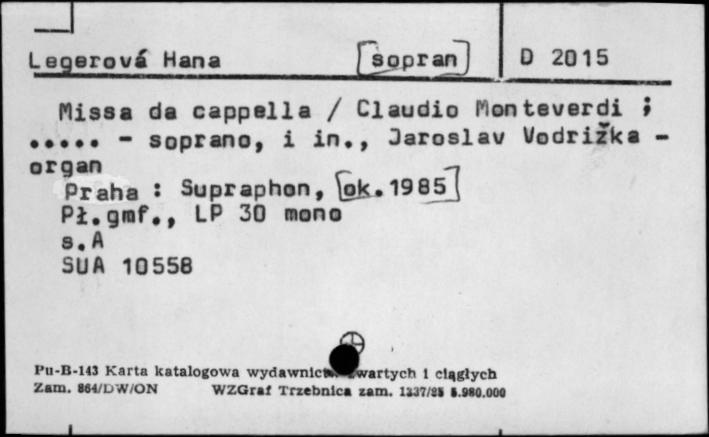 Legerová Hana [sopran] D 2015
Missa da cappella / Claudio Monteverdi ;
..... - soprano, i in., Jaroslav Vodrižka -
organ
Praha : Supraphon, [ok.1985]
Pł.gmf., LP 30 mono
s.A
SUA 10558
Pu-B-143 Karta katalogowa wydawnictw zwartych i ciągłych
Zam. 864/DW/ON WZGraf Trzebnica zam. 1337/85 5.980.000